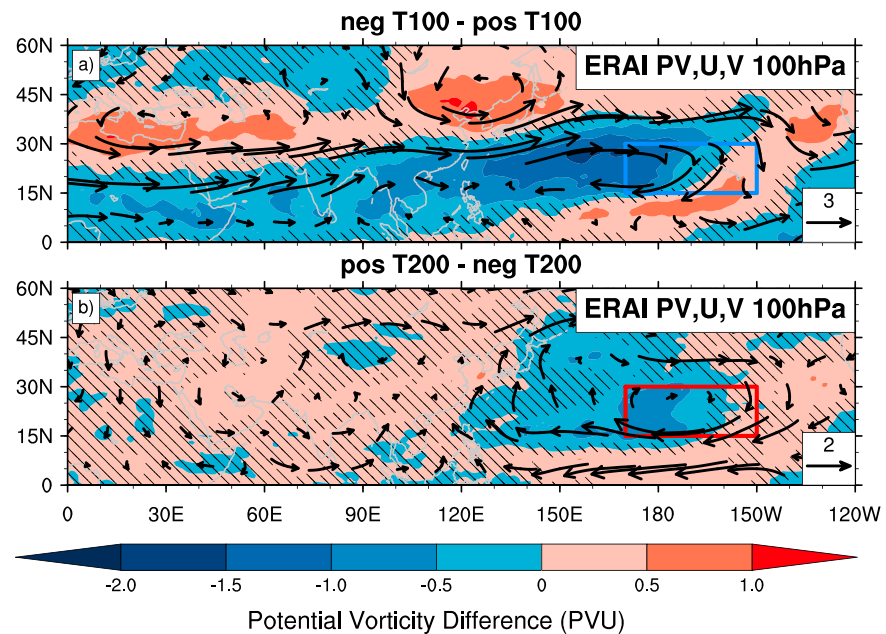 neg T100 - pos T100
60N
a)
ERAI PV,U,V 100hPa
45N
30N
15N
3
0
pos T200 - neg T200
60N
b)
ERAI PV,U,V 100hPa
45N
30N
15N
2
0
0 30E 60E 90E 120E 150E 180 150W 120W
-2.0 -1.5 -1.0 -0.5 0 0.5 1.0
Potential Vorticity Difference (PVU)